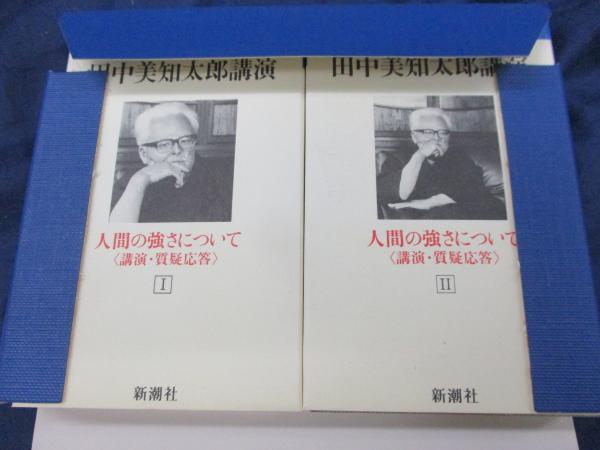 田中美知太郎講演
人間の強さについて
〈講演・質疑応答〉
I
新潮社
田中美知太郎講演
人間の強さについて
〈講演・質疑応答〉
II
新潮社